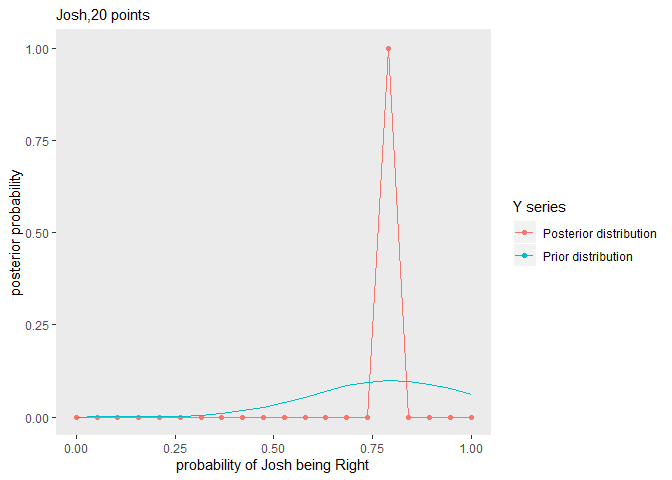 Josh,20 points
1.00
0.75
0.50
0.25
0.00
posterior probability
0.00
0.25
0.50
0.75
1.00
probability of Josh being Right
Y series
Posterior distribution
Prior distribution